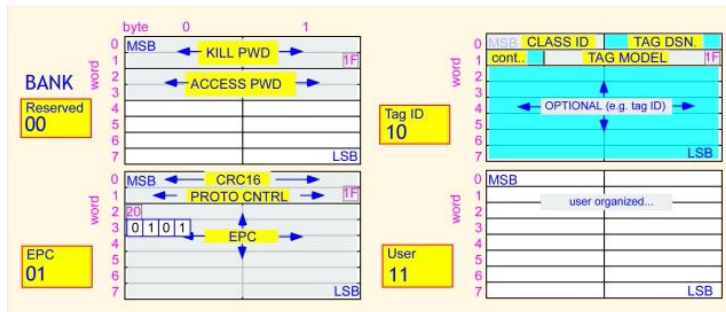 byte 0 1
BANK
Reserved
00
word
0 MSB KILL PWD
1 1F
2 ACCESS PWD
3
4
5
6
7 LSB
Tag ID
10
word
0 MSB CLASS ID TAG DSN.
1 cont.. TAG MODEL 1F
2
3
4 OPTIONAL (e.g. tag ID)
5
6
7 LSB
EPC
01
word
0 MSB CRC16
1 PROTO CNTRL 1F
2 20
3 0 1 0 1 EPC
4
5
6
7 LSB
User
11
word
0 MSB
1 user organized...
2
3
4
5
6
7 LSB